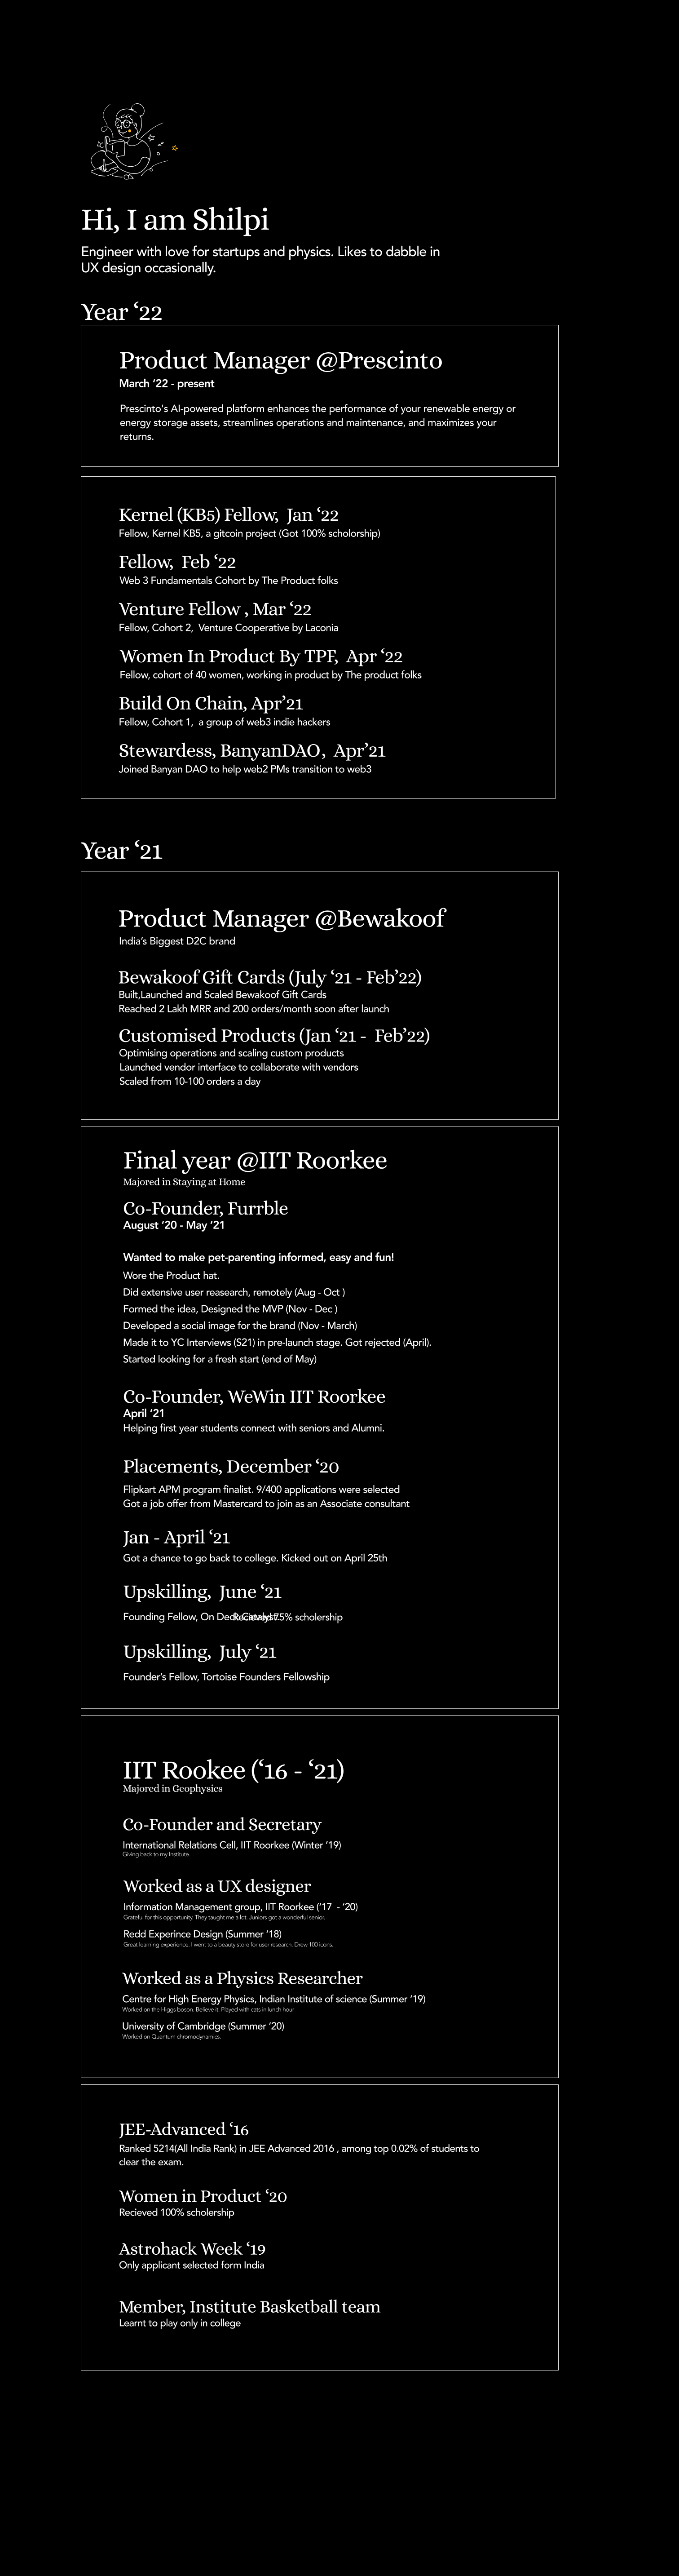 Hi, I am Shilpi
Engineer with love for startups and physics. Likes to dabble in
UX design occasionally.
Year ‘22
Product Manager @Prescinto
March ‘22 - present
Prescinto's AI-powered platform enhances the performance of your renewable energy or
energy storage assets, streamlines operations and maintenance, and maximizes your
returns.
Kernel (KB5) Fellow, Jan ‘22
Fellow, Kernel KB5, a gitcoin project (Got 100% scholorship)
Fellow, Feb ‘22
Web 3 Fundamentals Cohort by The Product folks
Venture Fellow , Mar ‘22
Fellow, Cohort 2, Venture Cooperative by Laconia
Women In Product By TPF, Apr ‘22
Fellow, cohort of 40 women, working in product by The product folks
Build On Chain, Apr’21
Fellow, Cohort 1, a group of web3 indie hackers
Stewardess, BanyanDAO, Apr’21
Joined Banyan DAO to help web2 PMs transition to web3
Year ‘21
Product Manager @Bewakoof
India’s Biggest D2C brand
Bewakoof Gift Cards (July ‘21 - Feb’22)
Built,Launched and Scaled Bewakoof Gift Cards
Reached 2 Lakh MRR and 200 orders/month soon after launch
Customised Products (Jan ‘21 - Feb’22)
Optimising operations and scaling custom products
Launched vendor interface to collaborate with vendors
Scaled from 10-100 orders a day
Final year @IIT Roorkee
Majored in Staying at Home
Co-Founder, Furrble
August ‘20 - May ‘21
Wanted to make pet-parenting informed, easy and fun!
Wore the Product hat.
Did extensive user reasearch, remotely (Aug - Oct )
Formed the idea, Designed the MVP (Nov - Dec )
Developed a social image for the brand (Nov - March)
Made it to YC Interviews (S21) in pre-launch stage. Got rejected (April).
Started looking for a fresh start (end of May)
Co-Founder, WeWin IIT Roorkee
April ‘21
Helping first year students connect with seniors and Alumni.
Placements, December ‘20
Flipkart APM program finalist. 9/400 applications were selected
Got a job offer from Mastercard to join as an Associate consultant
Jan - April ‘21
Got a chance to go back to college. Kicked out on April 25th
Upskilling, June ‘21
Founding Fellow, On Deck Catalyst. Recieved 75% scholership
Upskilling, July ‘21
Founder’s Fellow, Tortoise Founders Fellowship
IIT Rookee (‘16 - ‘21)
Majored in Geophysics
Co-Founder and Secretary
International Relations Cell, IIT Roorkee (Winter ‘19)
Giving back to my Institute.
Worked as a UX designer
Information Management group, IIT Roorkee (‘17 - ‘20)
Grateful for this opportunity. They taught me a lot. Juniors got a wonderful senior.
Redd Experince Design (Summer ‘18)
Great learning experience. I went to a beauty store for user research. Drew 100 icons.
Worked as a Physics Researcher
Centre for High Energy Physics, Indian Institute of science (Summer ‘19)
Worked on the Higgs boson. Believe it. Played with cats in lunch hour
University of Cambridge (Summer ‘20)
Worked on Quantum chromodynamics.
JEE-Advanced ‘16
Ranked 5214(All India Rank) in JEE Advanced 2016 , among top 0.02% of students to
clear the exam.
Women in Product ‘20
Recieved 100% scholership
Astrohack Week ‘19
Only applicant selected form India
Member, Institute Basketball team
Learnt to play only in college